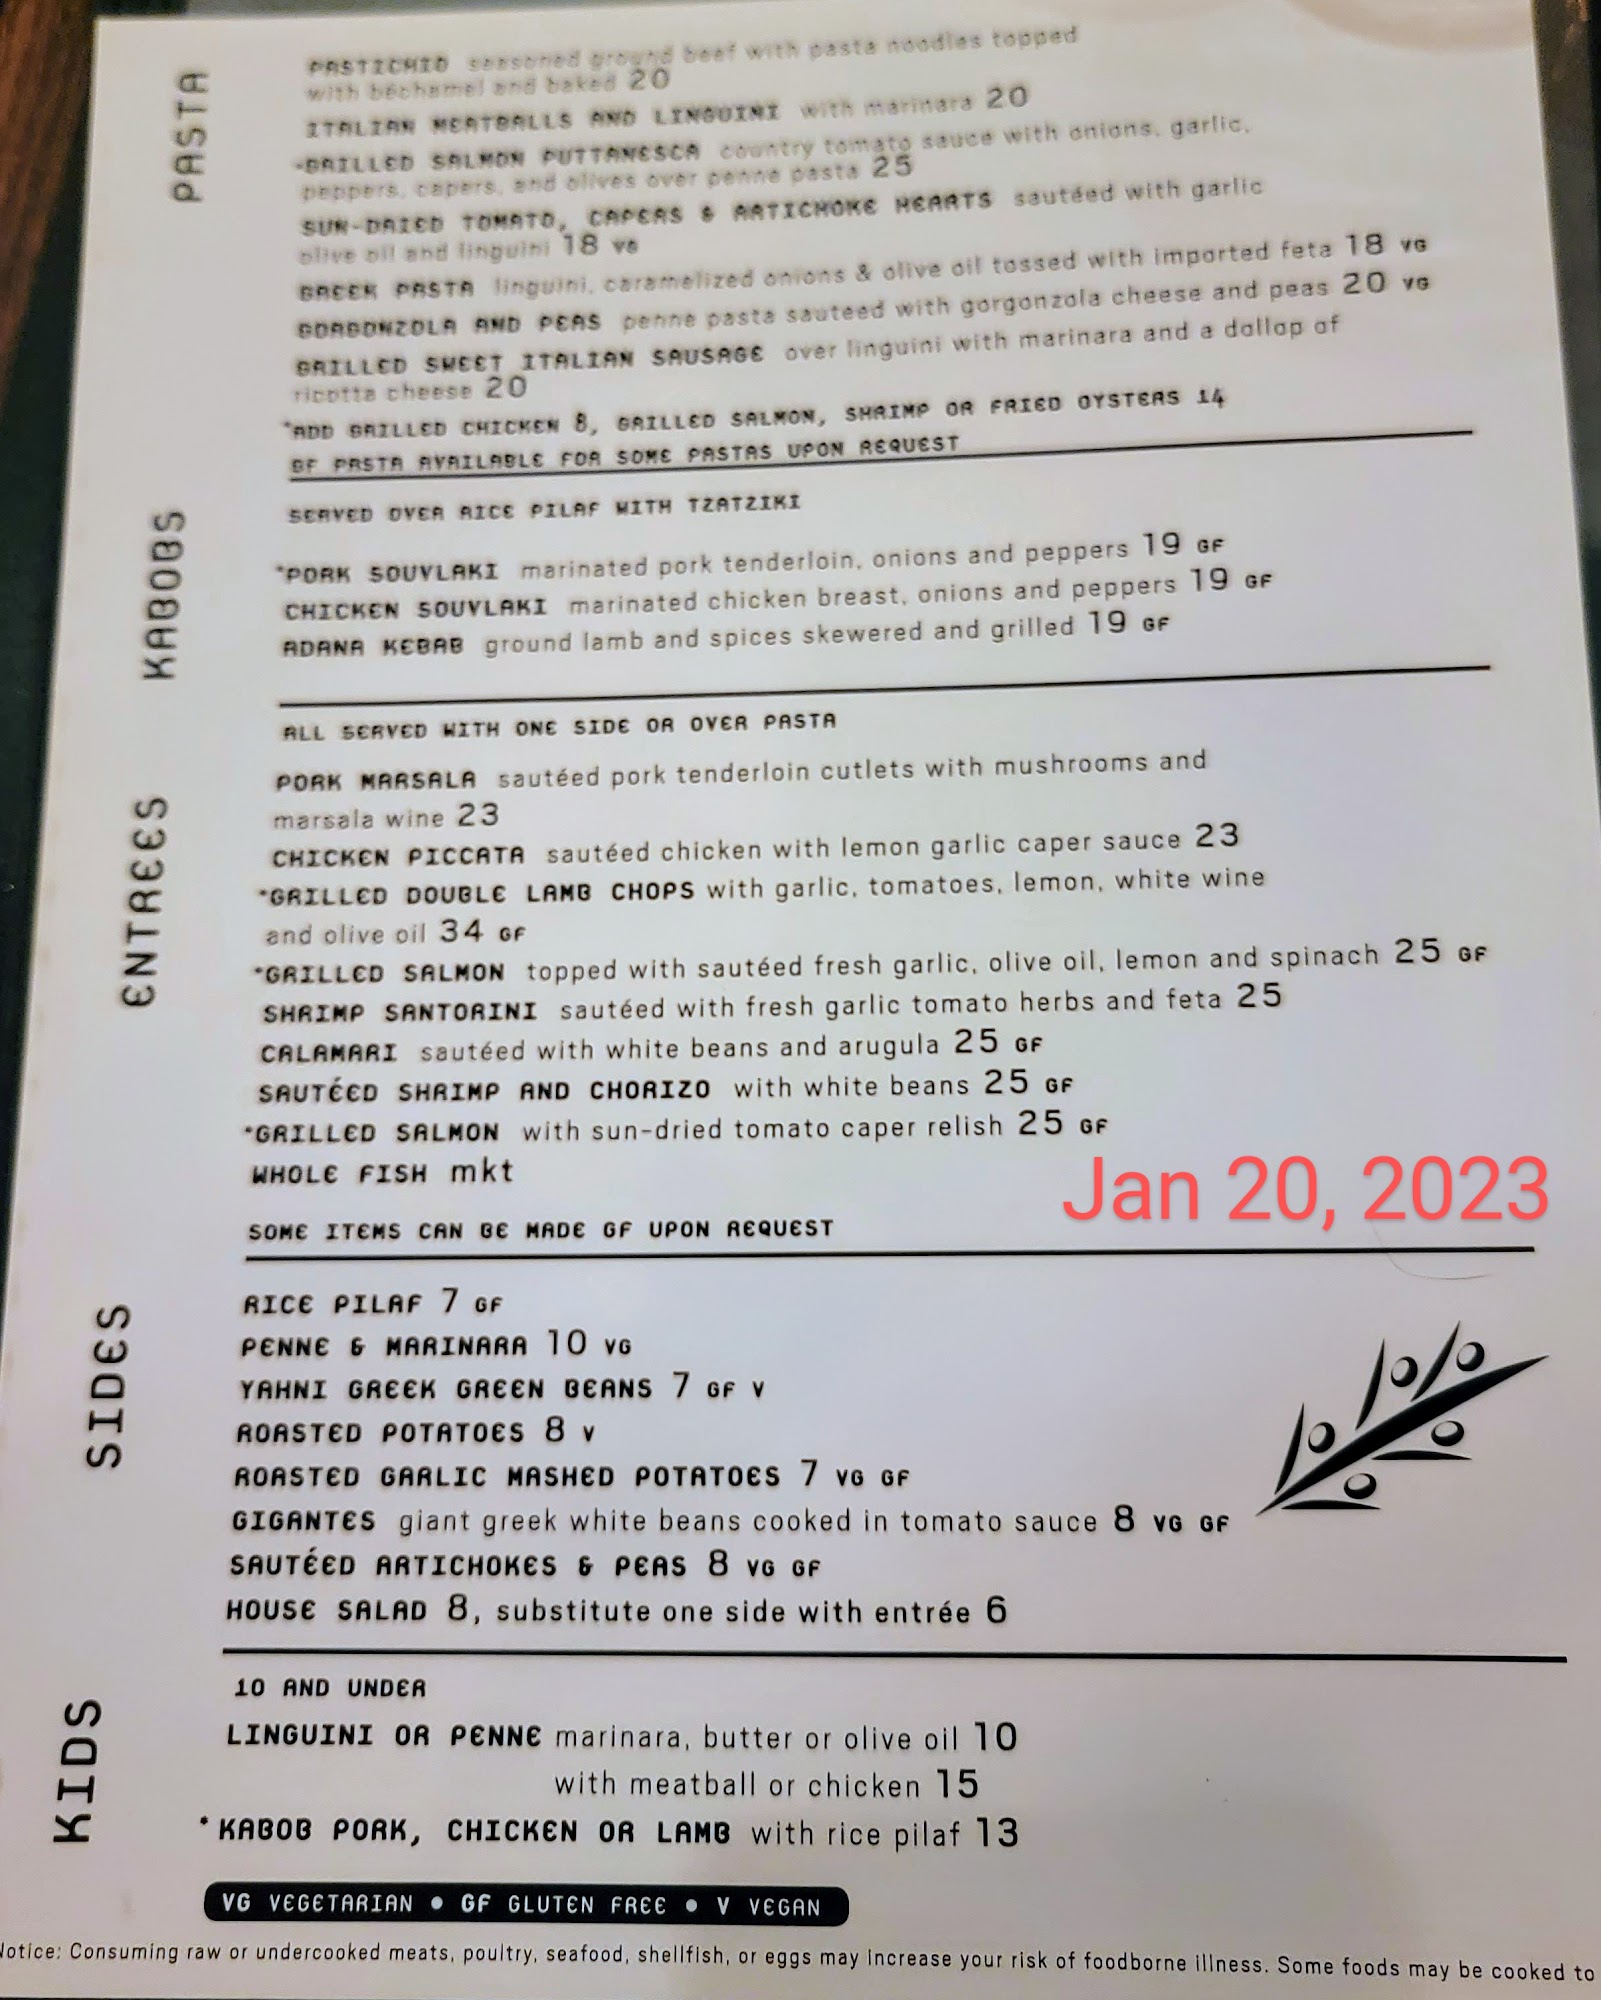 PASTA
PASTICHIO seasoned ground beef with pasta noodles topped
with béchamel and baked 20
ITALIAN MEATBALLS AND LINGUINI with marinara 20
*GRILLED SALMON PUTTANESCA country tomato sauce with onions, garlic,
peppers, capers, and olives over penne pasta 25
SUN-DRIED TOMATO, CAPERS & ARTICHOKE HEARTS sautéed with garlic
olive oil and linguini 18 VG
GREEK PASTA linguini, caramelized onions & olive oil tossed with imported feta 18 VG
GORGONZOLA AND PEAS penne pasta sauteed with gorgonzola cheese and peas 20 VG
GRILLED SWEET ITALIAN SAUSAGE over linguini with marinara and a dollop of
ricotta cheese 20
*ADD GRILLED CHICKEN 8, GRILLED SALMON, SHRIMP OR FRIED OYSTERS 14
GF PASTA AVAILABLE FOR SOME PASTAS UPON REQUEST
KABOBS
SERVED OVER RICE PILAF WITH TZATZIKI
*PORK SOUVLAKI marinated pork tenderloin, onions and peppers 19 GF
CHICKEN SOUVLAKI marinated chicken breast, onions and peppers 19 GF
ADANA KEBAB ground lamb and spices skewered and grilled 19 GF
ENTREES
ALL SERVED WITH ONE SIDE OR OVER PASTA
PORK MARSALA sautéed pork tenderloin cutlets with mushrooms and
marsala wine 23
CHICKEN PICCATA sautéed chicken with lemon garlic caper sauce 23
*GRILLED DOUBLE LAMB CHOPS with garlic, tomatoes, lemon, white wine
and olive oil 34 GF
*GRILLED SALMON topped with sautéed fresh garlic, olive oil, lemon and spinach 25 GF
SHRIMP SANTORINI sautéed with fresh garlic tomato herbs and feta 25
CALAMARI sautéed with white beans and arugula 25 GF
SAUTÉED SHRIMP AND CHORIZO with white beans 25 GF
*GRILLED SALMON with sun-dried tomato caper relish 25 GF
WHOLE FISH mkt
Jan 20, 2023
SOME ITEMS CAN BE MADE GF UPON REQUEST
SIDES
RICE PILAF 7 GF
PENNE & MARINARA 10 VG
YAHNI GREEK GREEN BEANS 7 GF V
ROASTED POTATOES 8 V
ROASTED GARLIC MASHED POTATOES 7 VG GF
GIGANTES giant greek white beans cooked in tomato sauce 8 VG GF
SAUTÉED ARTICHOKES & PEAS 8 VG GF
HOUSE SALAD 8, substitute one side with entrée 6
KIDS
10 AND UNDER
LINGUINI OR PENNE marinara, butter or olive oil 10
with meatball or chicken 15
*KABOB PORK, CHICKEN OR LAMB with rice pilaf 13
VG VEGETARIAN • GF GLUTEN FREE • V VEGAN
Notice: Consuming raw or undercooked meats, poultry, seafood, shellfish, or eggs may increase your risk of foodborne illness. Some foods may be cooked to